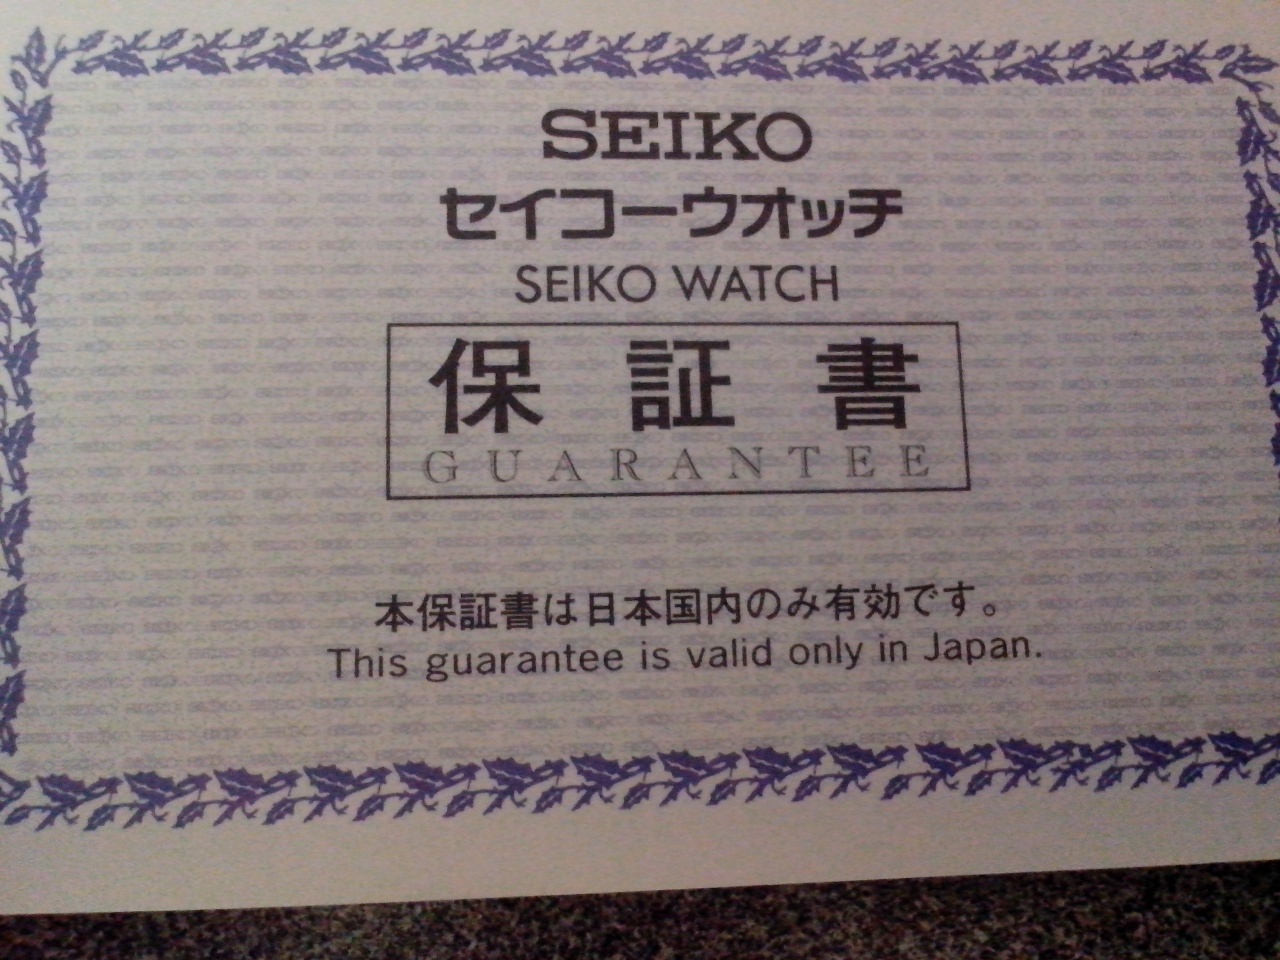 SEIKO
セイコーウオッチ
SEIKO WATCH
保証書
GUARANTEE
本保証書は日本国内のみ有効です。
This guarantee is valid only in Japan.